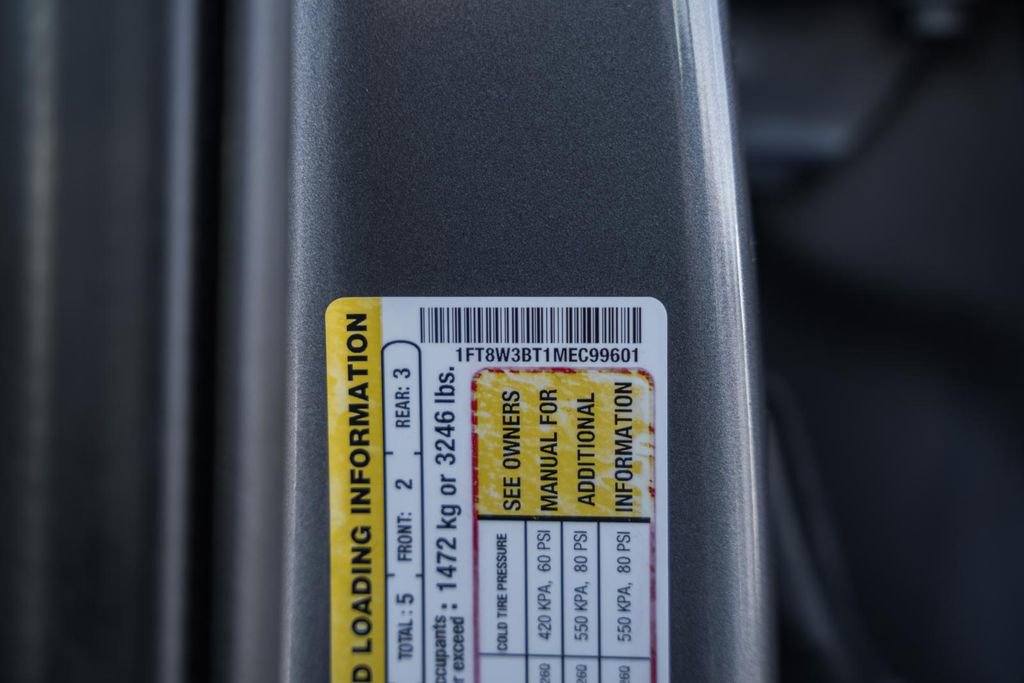 1FT8W3BT1MEC99601
D LOADING INFORMATION
TOTAL : 5 FRONT: 2 REAR: 3
ccupants
r exceed : 1472 kg or 3246 lbs.
COLD TIRE PRESSURE
SEE OWNERS
MANUAL FOR
ADDITIONAL
INFORMATION
260 420 KPA, 60 PSI
260 550 KPA, 80 PSI
260 550 KPA, 80 PSI